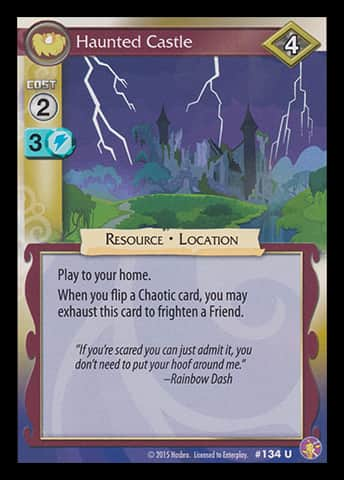 Haunted Castle
4
COST
2
3
RESOURCE • LOCATION
Play to your home.
When you flip a Chaotic card, you may
exhaust this card to frighten a Friend.
"If you're scared you can just admit it, you
don't need to put your hoof around me."
–Rainbow Dash
© 2015 Hasbro. Licensed to Enterplay. #134 U